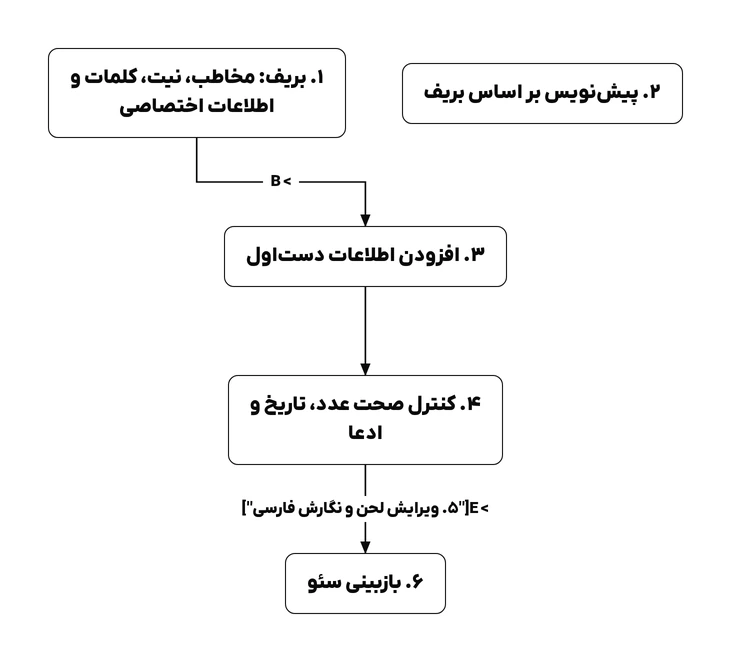 ۱. بریف: مخاطب، نیت، کلمات و
اطلاعات اختصاصی
۲. پیش‌نویس بر اساس بریف
B <
۳. افزودن اطلاعات دست‌اول
۴. کنترل صحت عدد، تاریخ و
ادعا
["۵. ویرایش لحن و نگارش فارسی"]E <
۶. بازبینی سئو